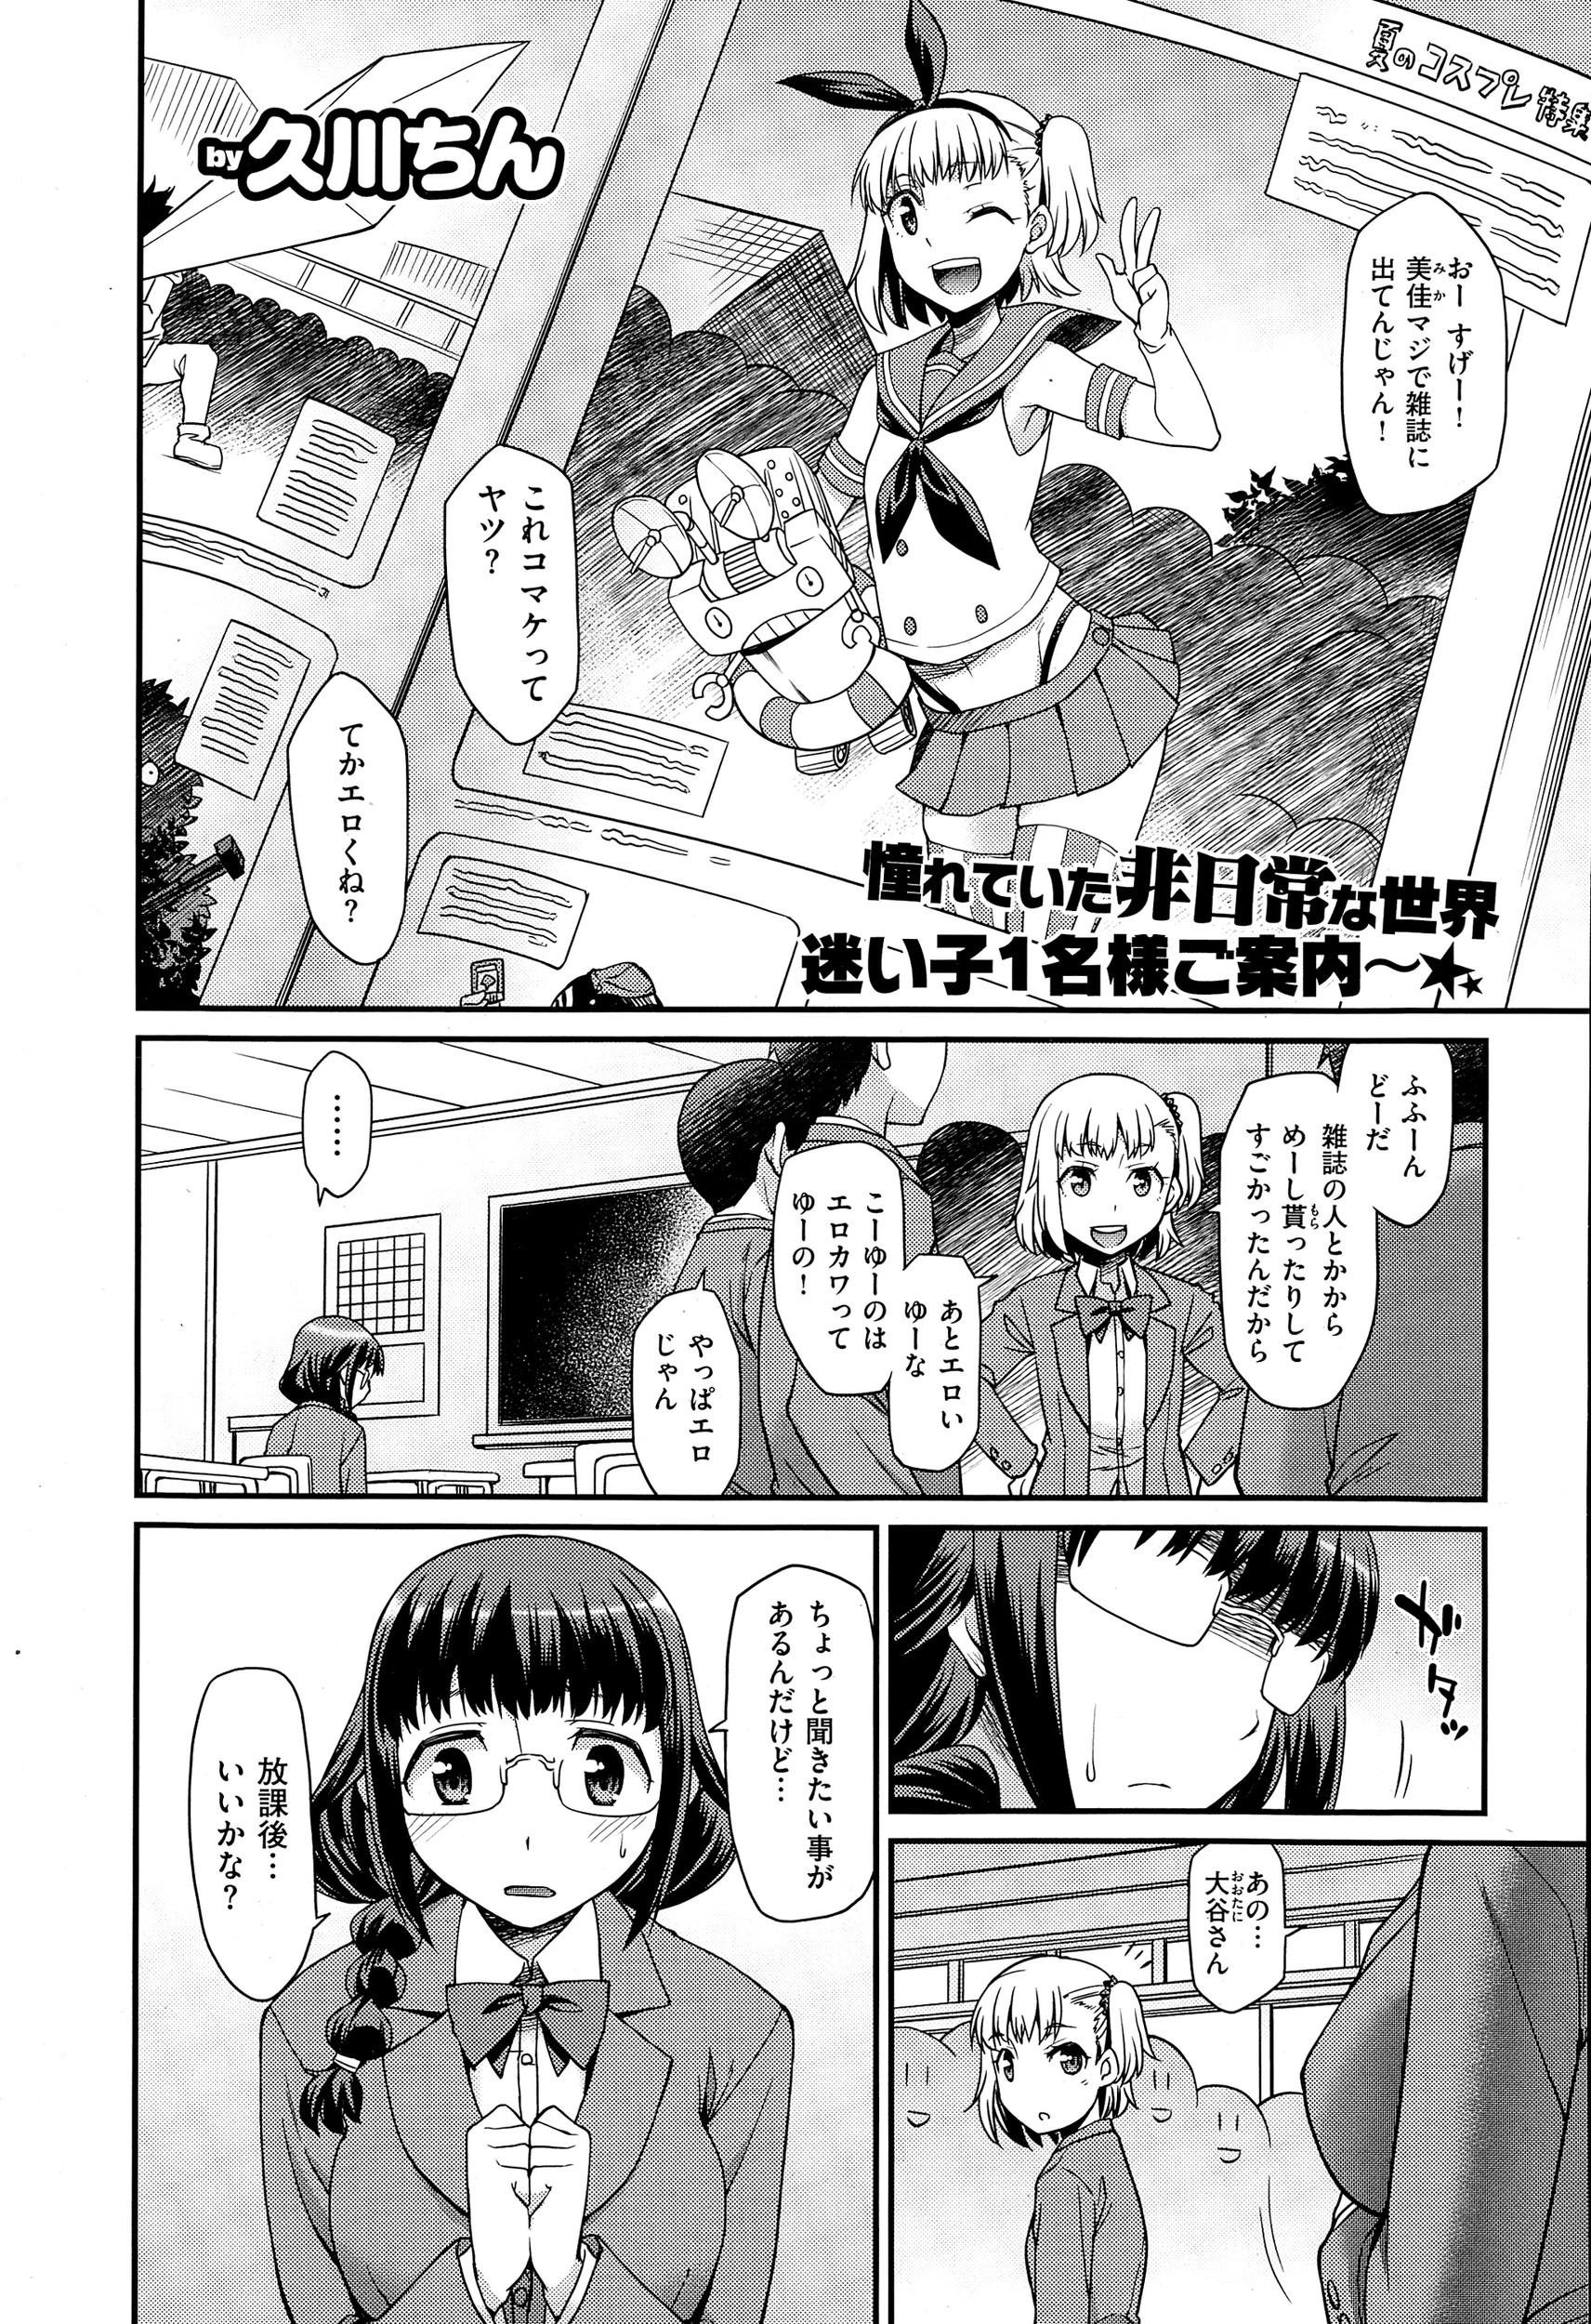 夏のコスプレ特集
おー すげー!
美佳マジで雑誌に
出てんじゃん!
みか
by久川ちん
これコマケって
ヤツ?
てかエロくね?
憧れていた非日常な世界
迷い子1名様ご案内〜★★
ふふーん
どーだ
雑誌の人とかから
めーし貰ったりして
すごかったんだから
もら
あとエロい
ゆーな
こーゆーのは
エロカワって
ゆーの!
やっぱエロ
じゃん
……
ガタッ
あの…
大谷さん
おおたに
ちょっと聞きたい事が
あるんだけど…
放課後…
いいかな?